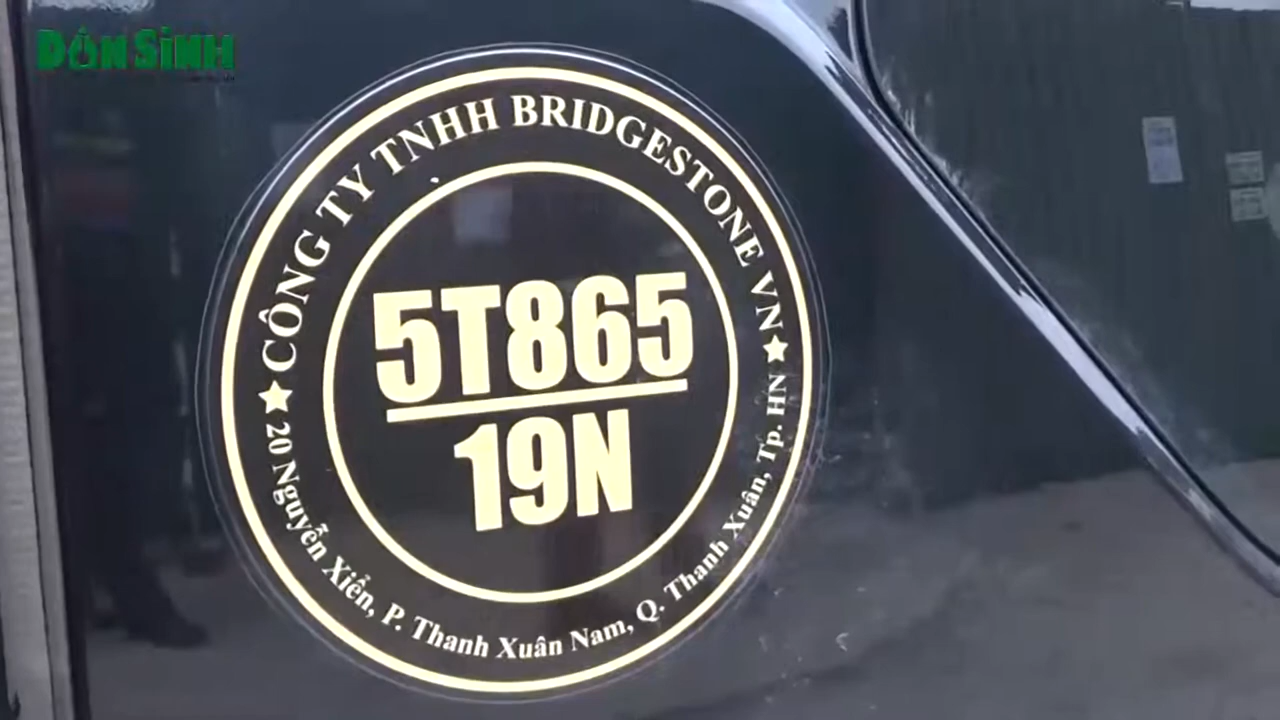 DÂN SINH
CÔNG TY TNHH BRIDGESTONE VN
5T865
19N
20 Nguyễn Xiển, P. Thanh Xuân Nam, Q. Thanh Xuân, Tp. HN